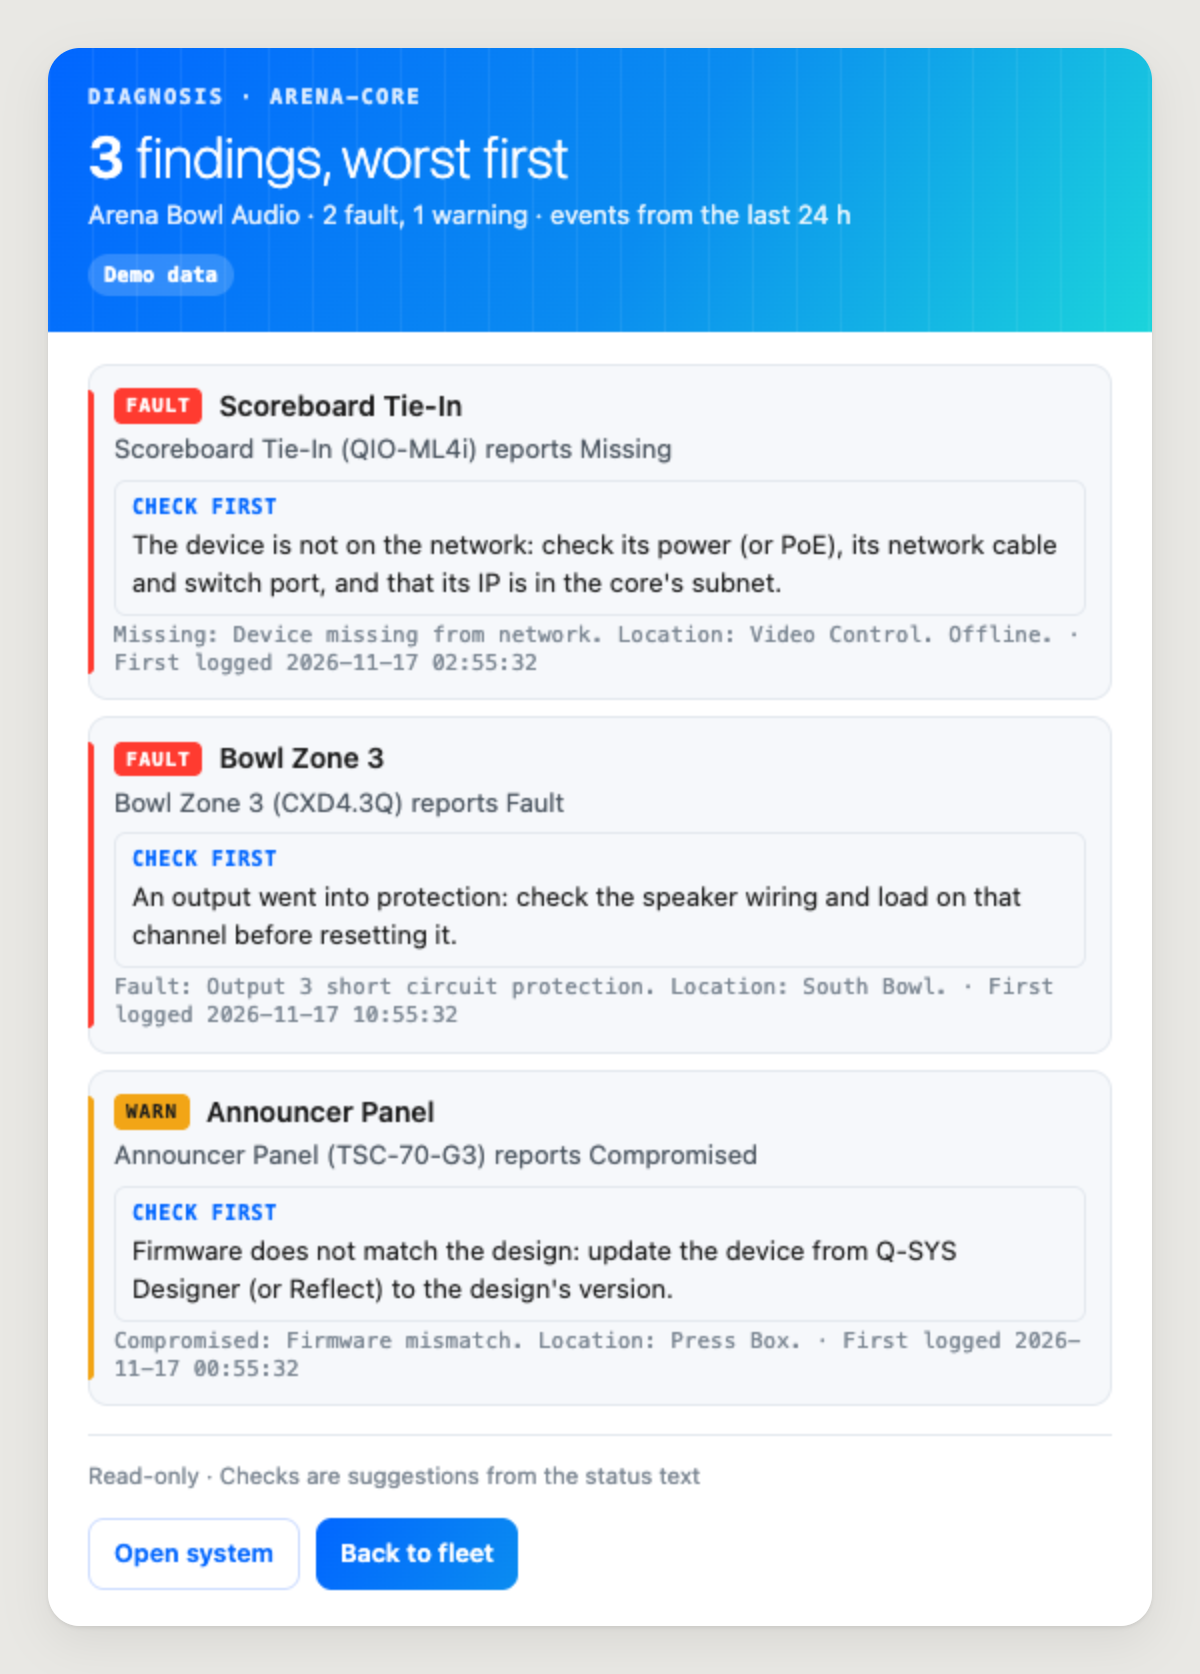 DIAGNOSIS · ARENA-CORE
3 findings, worst first
Arena Bowl Audio · 2 fault, 1 warning · events from the last 24 h
Demo data
FAULT Scoreboard Tie-In
Scoreboard Tie-In (QIO-ML4i) reports Missing
CHECK FIRST
The device is not on the network: check its power (or PoE), its network cable
and switch port, and that its IP is in the core's subnet.
Missing: Device missing from network. Location: Video Control. Offline. ·
First logged 2026-11-17 02:55:32
FAULT Bowl Zone 3
Bowl Zone 3 (CXD4.3Q) reports Fault
CHECK FIRST
An output went into protection: check the speaker wiring and load on that
channel before resetting it.
Fault: Output 3 short circuit protection. Location: South Bowl. · First
logged 2026-11-17 10:55:32
WARN Announcer Panel
Announcer Panel (TSC-70-G3) reports Compromised
CHECK FIRST
Firmware does not match the design: update the device from Q-SYS
Designer (or Reflect) to the design's version.
Compromised: Firmware mismatch. Location: Press Box. · First logged 2026-
11-17 00:55:32
Read-only · Checks are suggestions from the status text
Open system
Back to fleet